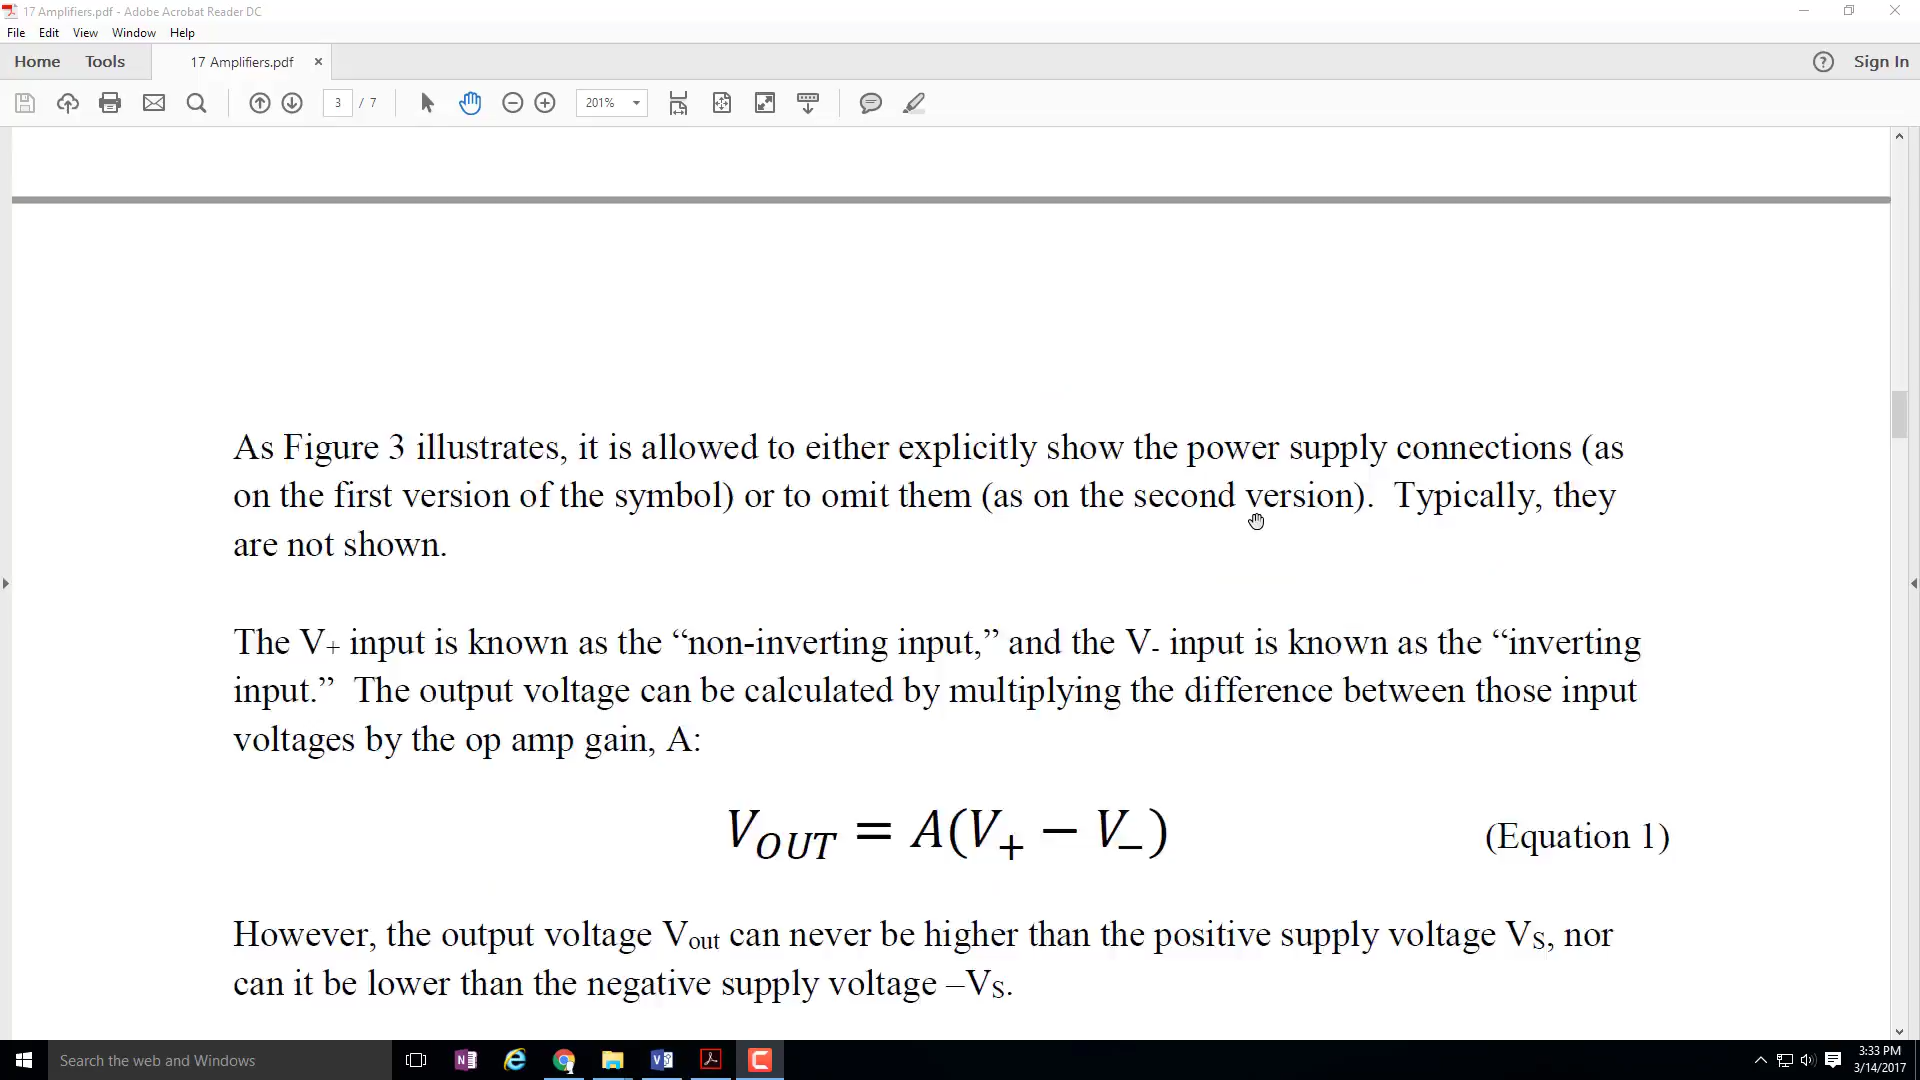 17 Amplifiers.pdf - Adobe Acrobat Reader DC
File Edit View Window Help
Home Tools 17 Amplifiers.pdf × Sign In
3 / 7 201%
As Figure 3 illustrates, it is allowed to either explicitly show the power supply connections (as
on the first version of the symbol) or to omit them (as on the second version).  Typically, they
are not shown.
The V+ input is known as the “non-inverting input,” and the V- input is known as the “inverting
input.”  The output voltage can be calculated by multiplying the difference between those input
voltages by the op amp gain, A:
V_OUT = A(V_+ − V_−) (Equation 1)
However, the output voltage Vout can never be higher than the positive supply voltage VS, nor
can it be lower than the negative supply voltage –VS.
Search the web and Windows
3:33 PM
3/14/2017